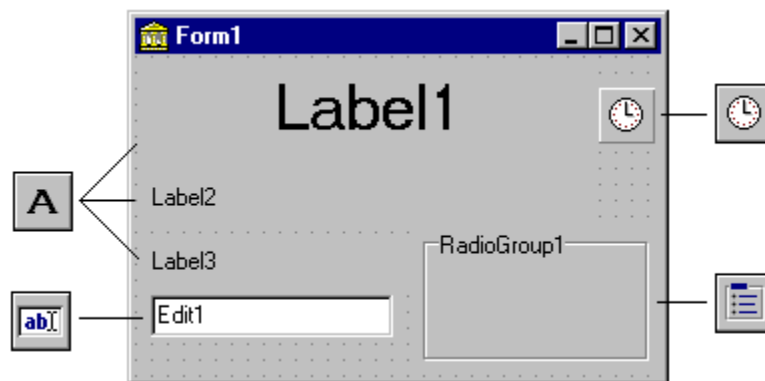 Form1
Label1
A
Label2
Label3
RadioGroup1
ab
Edit1